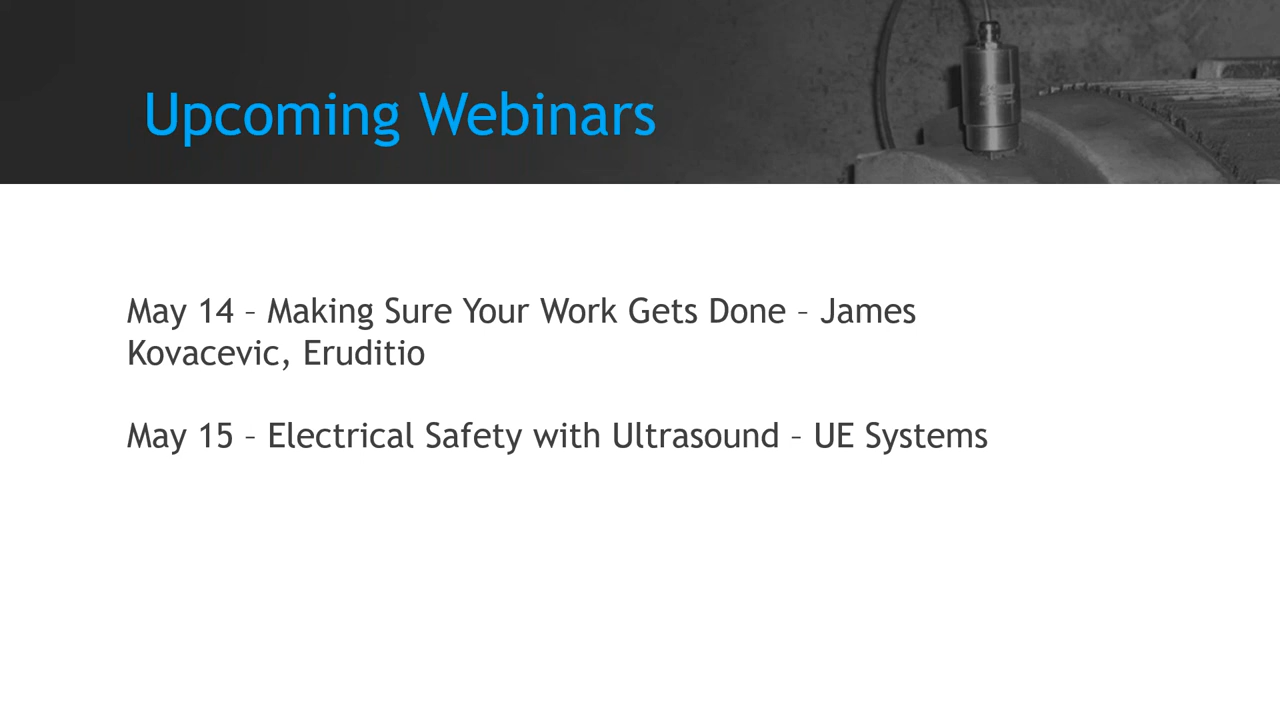 Upcoming Webinars
May 14 – Making Sure Your Work Gets Done – James
Kovacevic, Eruditio
May 15 – Electrical Safety with Ultrasound – UE Systems